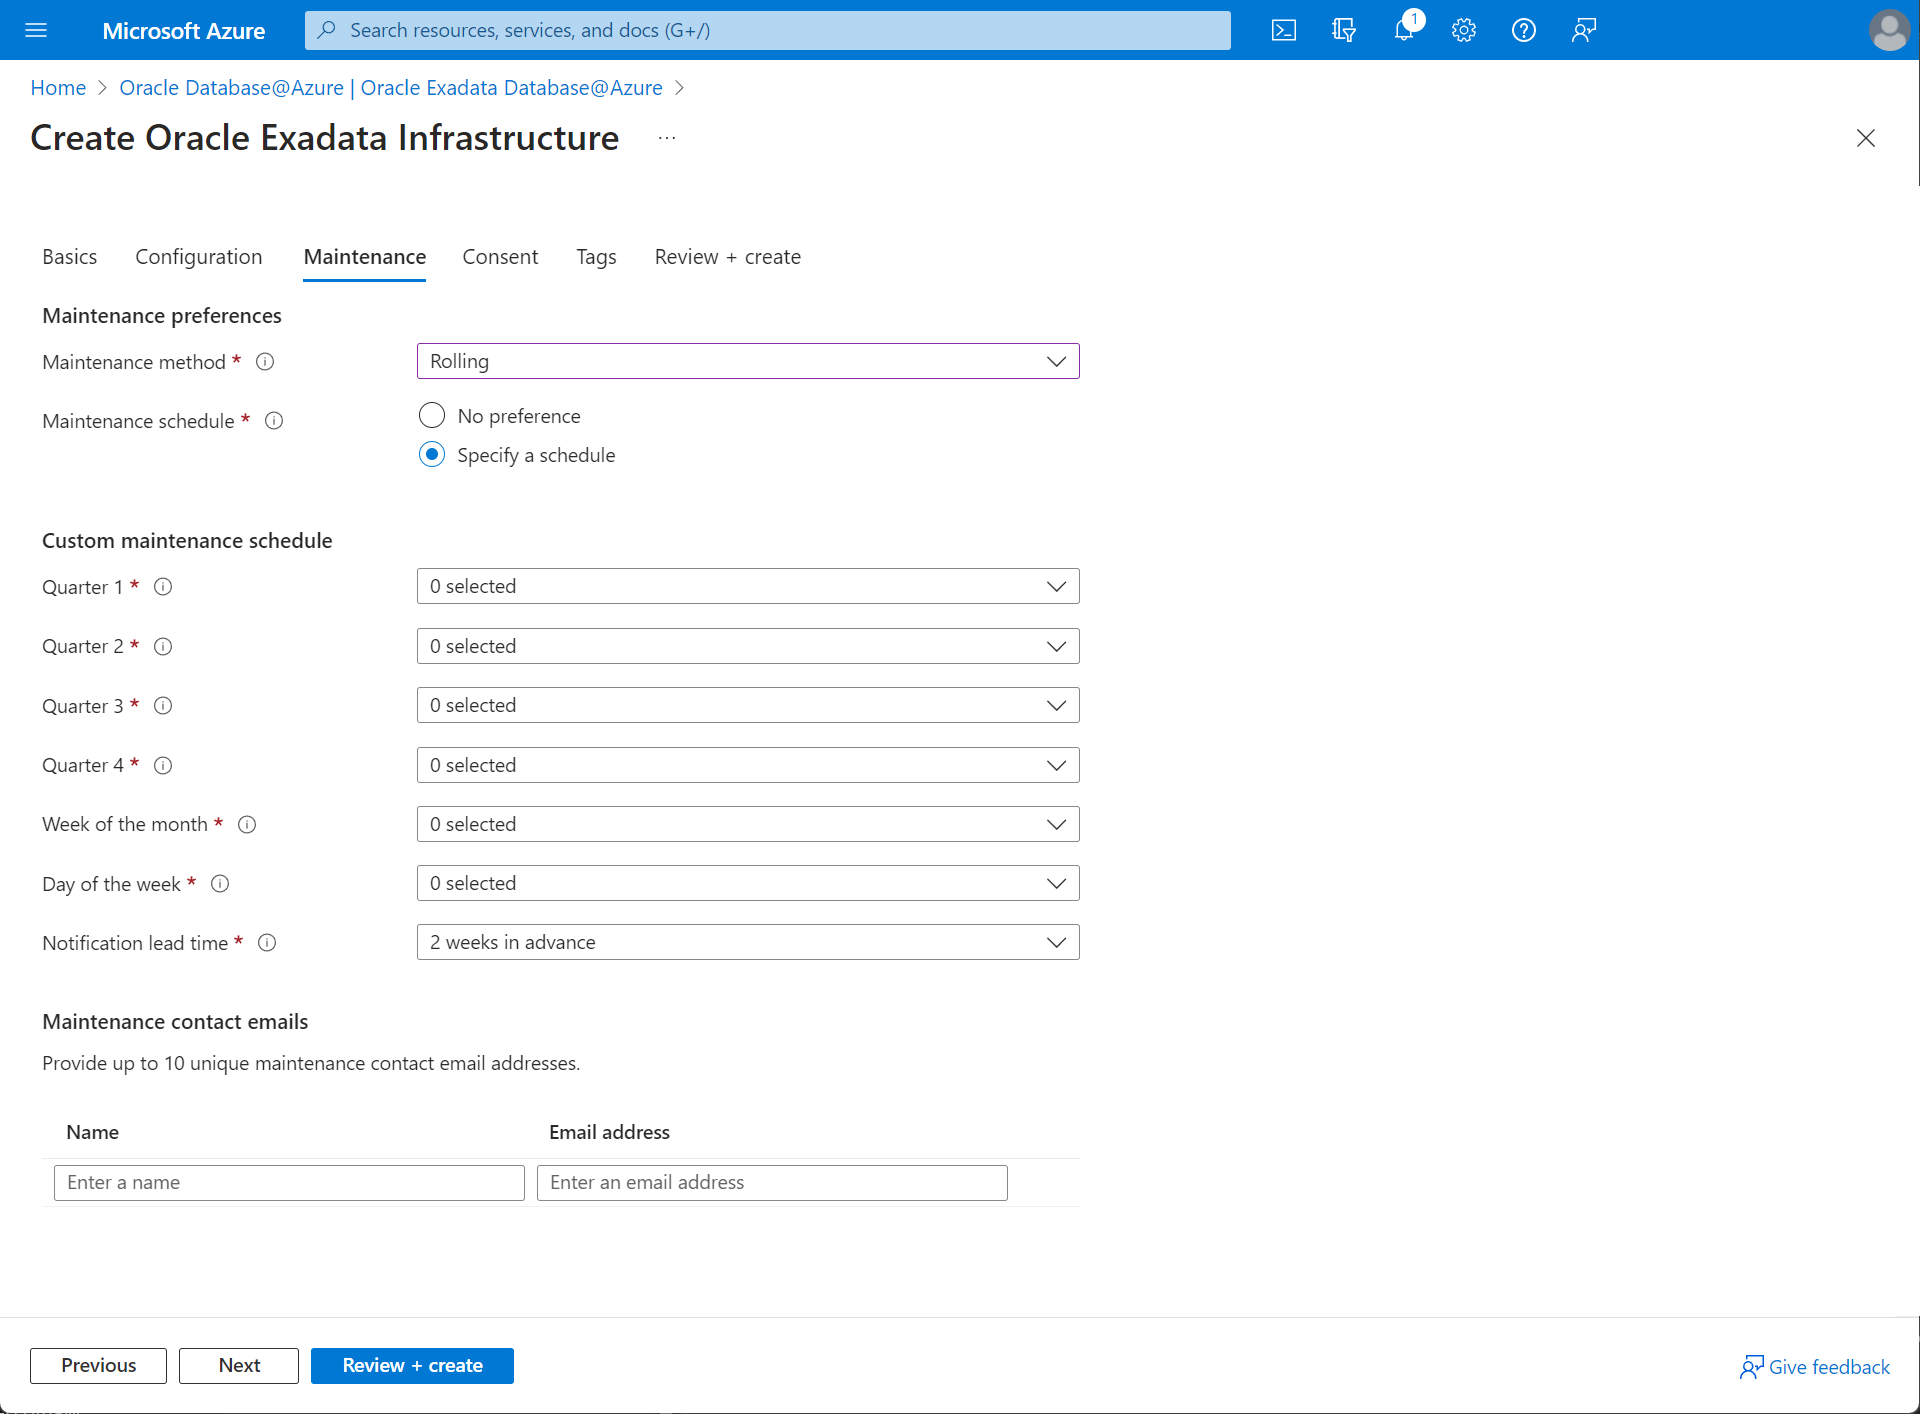 Microsoft Azure
Search resources, services, and docs (G+/)
1
Home > Oracle Database@Azure | Oracle Exadata Database@Azure >
Create Oracle Exadata Infrastructure ...
Basics Configuration Maintenance Consent Tags Review + create
Maintenance preferences
Maintenance method * Rolling
Maintenance schedule * No preference
Specify a schedule
Custom maintenance schedule
Quarter 1 * 0 selected
Quarter 2 * 0 selected
Quarter 3 * 0 selected
Quarter 4 * 0 selected
Week of the month * 0 selected
Day of the week * 0 selected
Notification lead time * 2 weeks in advance
Maintenance contact emails
Provide up to 10 unique maintenance contact email addresses.
Name Email address
Enter a name Enter an email address
Previous Next Review + create Give feedback